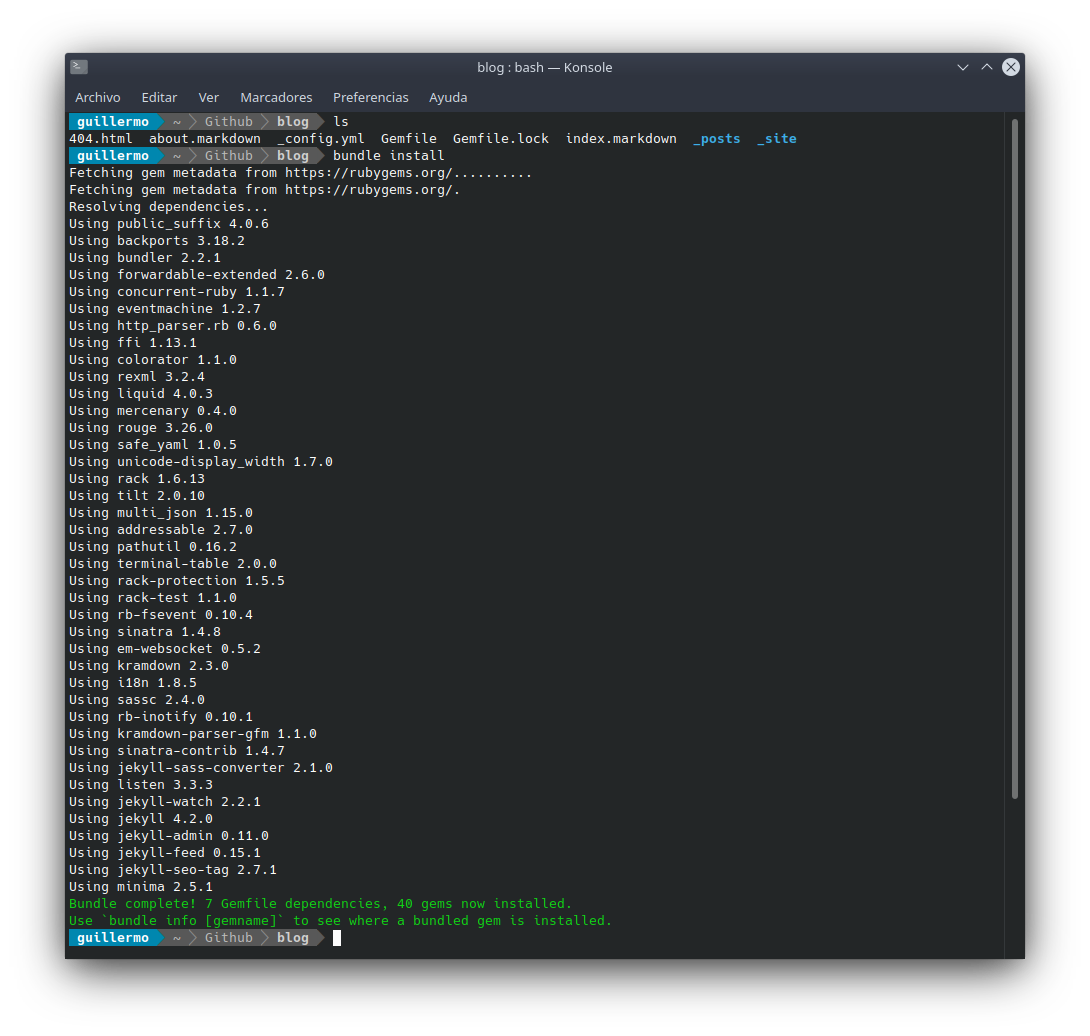 blog : bash — Konsole
Archivo Editar Ver Marcadores Preferencias Ayuda
guillermo ~ Github blog ls
404.html about.markdown _config.yml Gemfile Gemfile.lock index.markdown _posts _site
guillermo ~ Github blog bundle install
Fetching gem metadata from https://rubygems.org/..........
Fetching gem metadata from https://rubygems.org/.
Resolving dependencies...
Using public_suffix 4.0.6
Using backports 3.18.2
Using bundler 2.2.1
Using forwardable-extended 2.6.0
Using concurrent-ruby 1.1.7
Using eventmachine 1.2.7
Using http_parser.rb 0.6.0
Using ffi 1.13.1
Using colorator 1.1.0
Using rexml 3.2.4
Using liquid 4.0.3
Using mercenary 0.4.0
Using rouge 3.26.0
Using safe_yaml 1.0.5
Using unicode-display_width 1.7.0
Using rack 1.6.13
Using tilt 2.0.10
Using multi_json 1.15.0
Using addressable 2.7.0
Using pathutil 0.16.2
Using terminal-table 2.0.0
Using rack-protection 1.5.5
Using rack-test 1.1.0
Using rb-fsevent 0.10.4
Using sinatra 1.4.8
Using em-websocket 0.5.2
Using kramdown 2.3.0
Using i18n 1.8.5
Using sassc 2.4.0
Using rb-inotify 0.10.1
Using kramdown-parser-gfm 1.1.0
Using sinatra-contrib 1.4.7
Using jekyll-sass-converter 2.1.0
Using listen 3.3.3
Using jekyll-watch 2.2.1
Using jekyll 4.2.0
Using jekyll-admin 0.11.0
Using jekyll-feed 0.15.1
Using jekyll-seo-tag 2.7.1
Using minima 2.5.1
Bundle complete! 7 Gemfile dependencies, 40 gems now installed.
Use `bundle info [gemname]` to see where a bundled gem is installed.
guillermo ~ Github blog